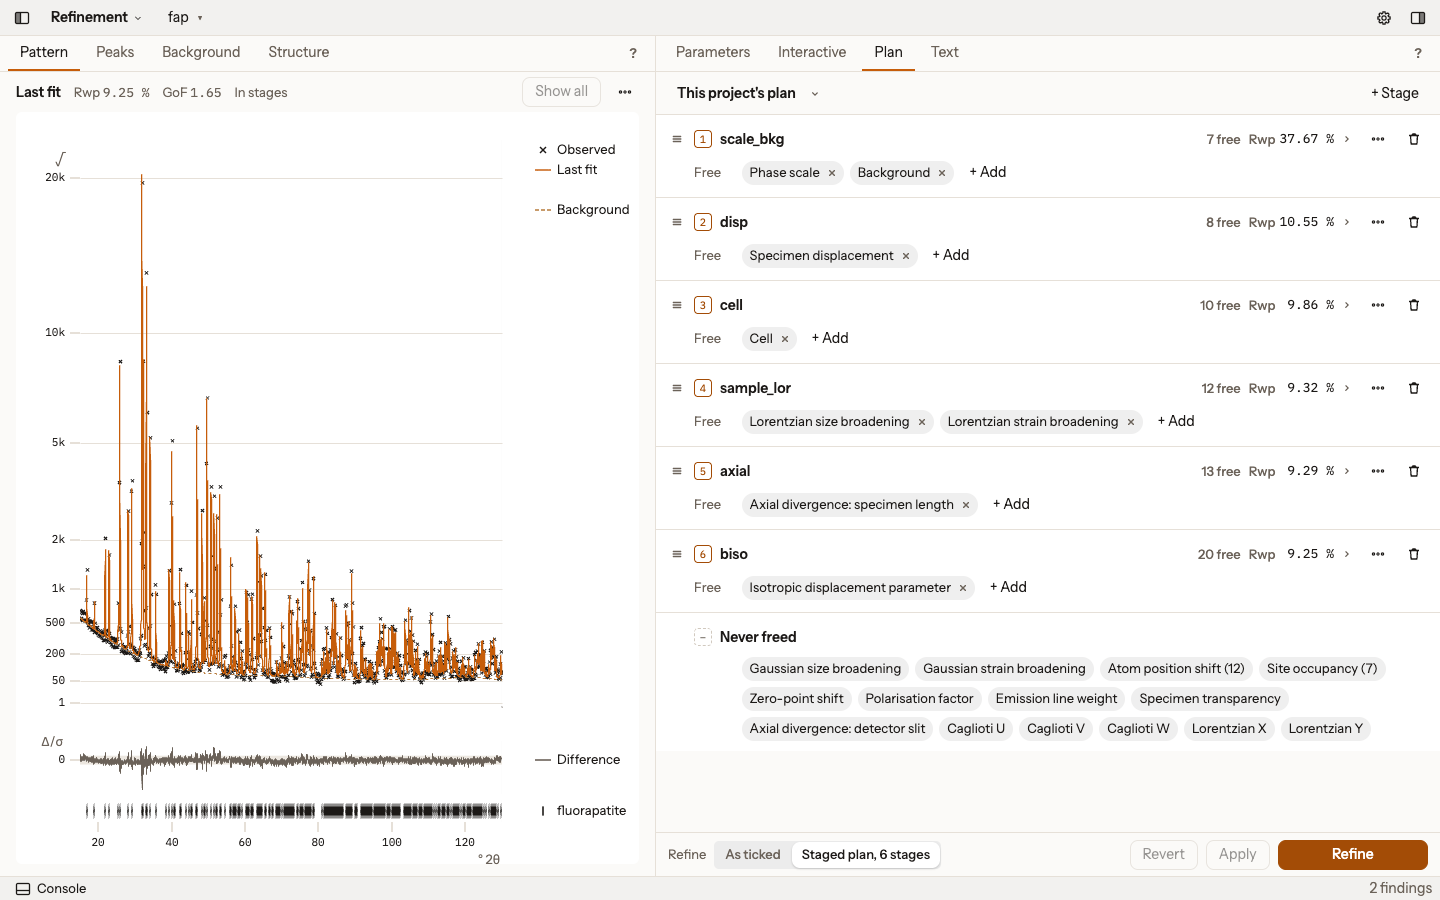 Refinement fap
Pattern Peaks Background Structure ?
Parameters Interactive Plan Text ?
Last fit Rwp 9.25 % GoF 1.65 In stages Show all
This project's plan + Stage
√
20k
10k
5k
2k
1k
500
200
50
1
Δ/σ
0
20 40 60 80 100 120
°2θ
Observed
Last fit
Background
Difference
fluorapatite
1 scale_bkg 7 free Rwp 37.67 %
Free Phase scale × Background × + Add
2 disp 8 free Rwp 10.55 %
Free Specimen displacement × + Add
3 cell 10 free Rwp 9.86 %
Free Cell × + Add
4 sample_lor 12 free Rwp 9.32 %
Free Lorentzian size broadening × Lorentzian strain broadening × + Add
5 axial 13 free Rwp 9.29 %
Free Axial divergence: specimen length × + Add
6 biso 20 free Rwp 9.25 %
Free Isotropic displacement parameter × + Add
– Never freed
Gaussian size broadening Gaussian strain broadening Atom position shift (12) Site occupancy (7)
Zero-point shift Polarisation factor Emission line weight Specimen transparency
Axial divergence: detector slit Caglioti U Caglioti V Caglioti W Lorentzian X Lorentzian Y
Refine As ticked Staged plan, 6 stages Revert Apply Refine
Console 2 findings